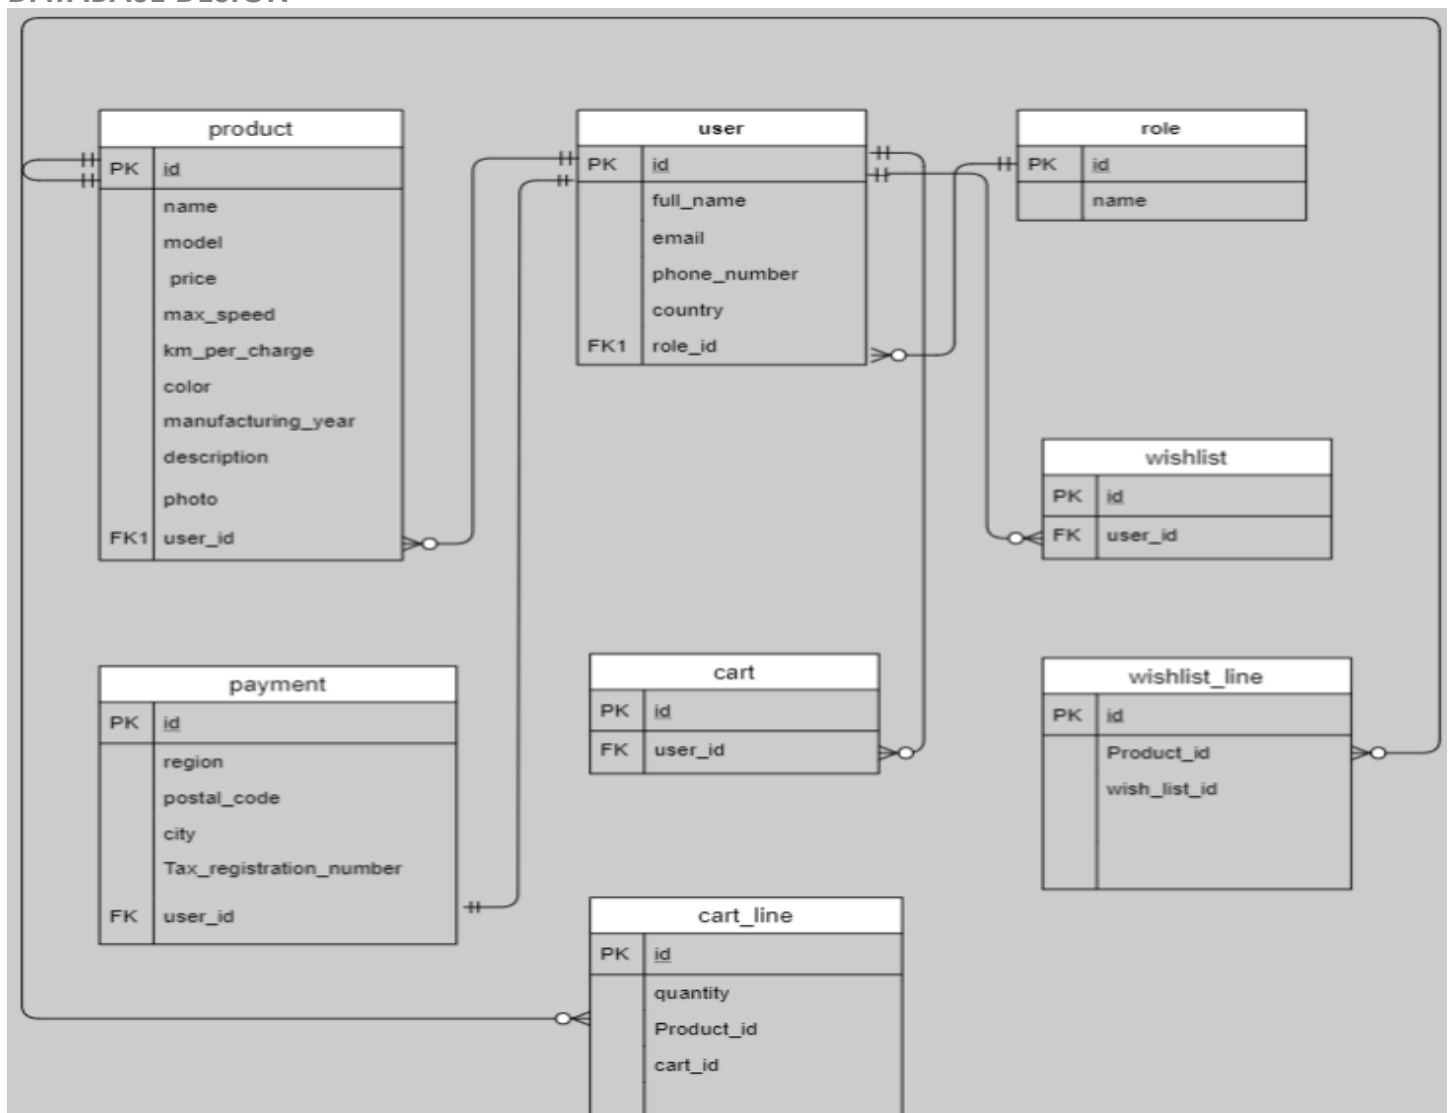 DATABASE DESIGN
product
PK id
name
model
price
max_speed
km_per_charge
color
manufacturing_year
description
photo
FK1 user_id
user
PK id
full_name
email
phone_number
country
FK1 role_id
role
PK id
name
wishlist
PK id
FK user_id
payment
PK id
region
postal_code
city
Tax_registration_number
FK user_id
cart
PK id
FK user_id
wishlist_line
PK id
Product_id
wish_list_id
cart_line
PK id
quantity
Product_id
cart_id